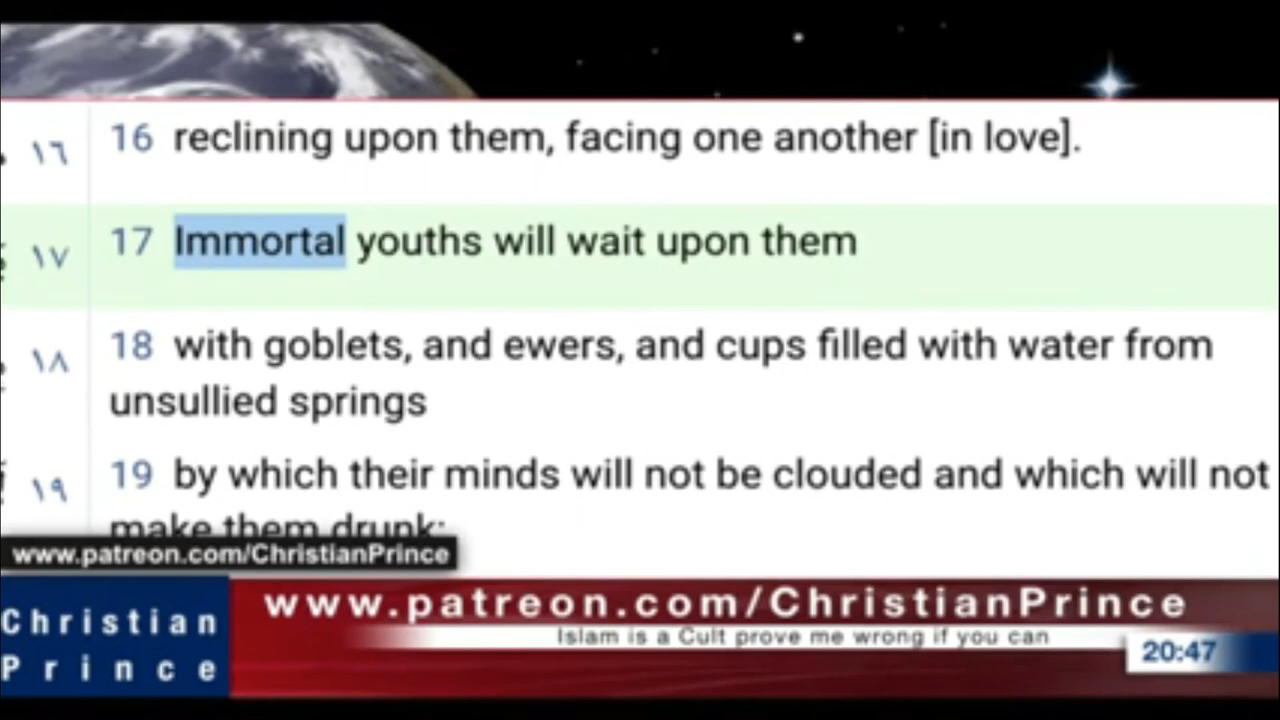 ١٦ 16 reclining upon them, facing one another [in love].
١٧ 17 Immortal youths will wait upon them
١٨ 18 with goblets, and ewers, and cups filled with water from
unsullied springs
١٩ 19 by which their minds will not be clouded and which will not
make them drunk;
www.patreon.com/ChristianPrince
www.patreon.com/ChristianPrince
Christian
Prince
Islam is a Cult prove me wrong if you can
20:47